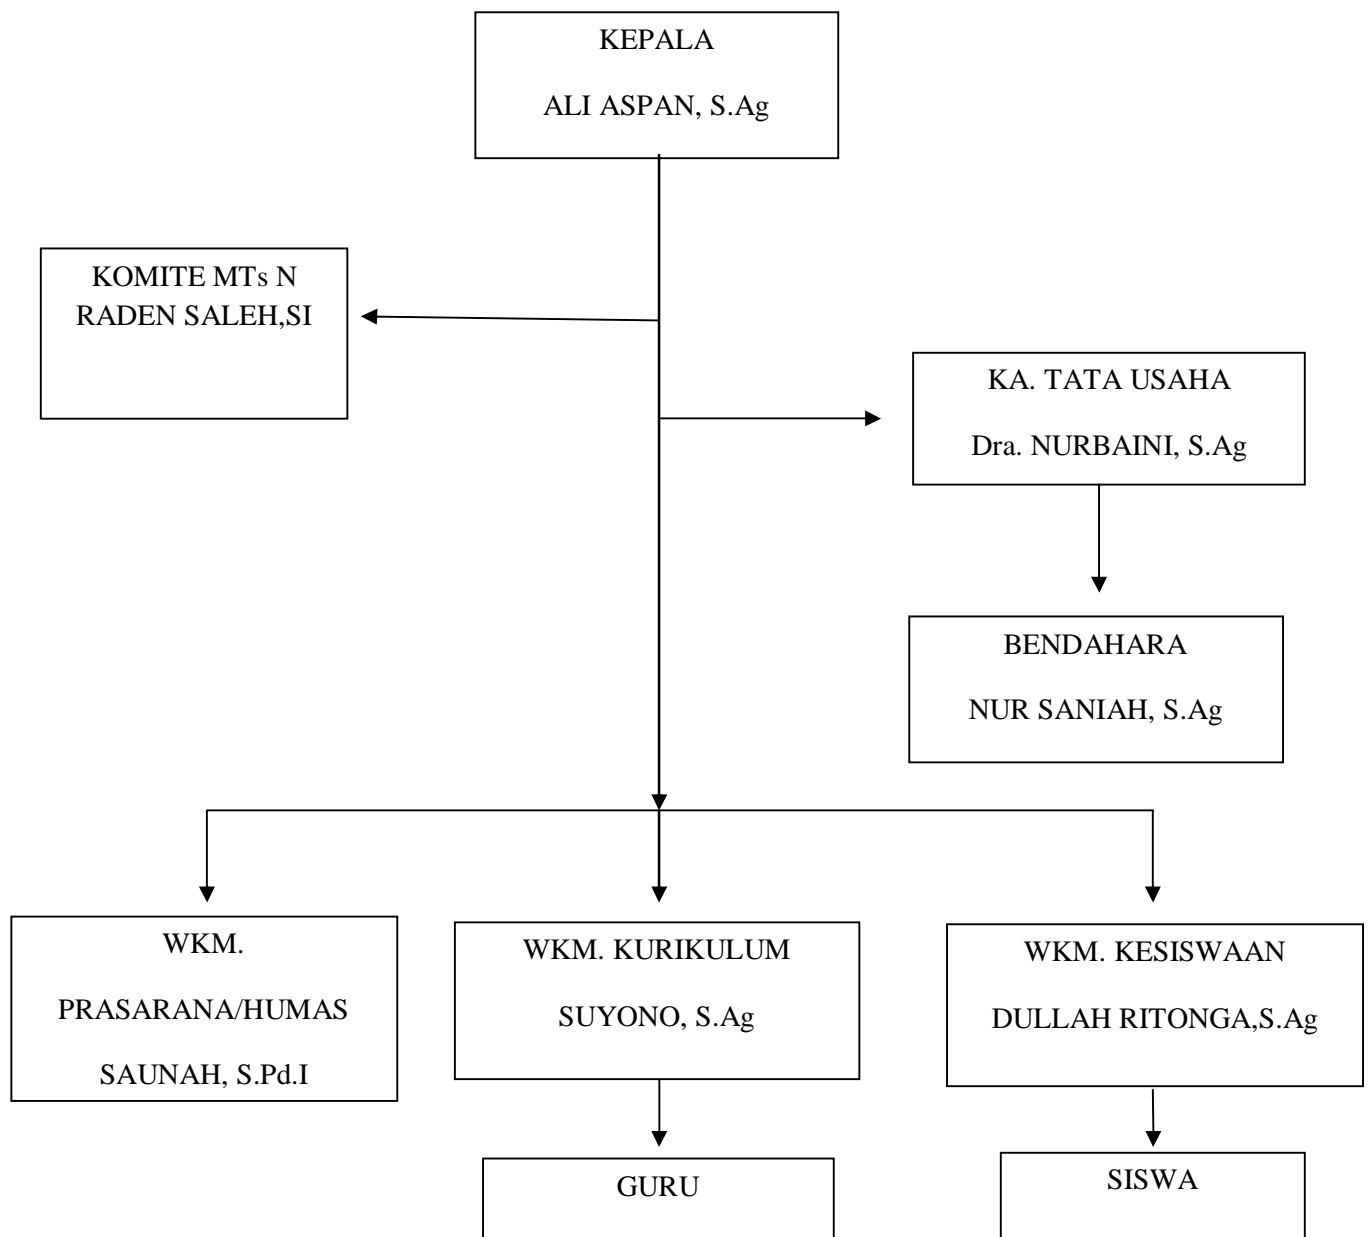 KEPALA
ALI ASPAN, S.Ag
KOMITE MTs N
RADEN SALEH,SI
KA. TATA USAHA
Dra. NURBAINI, S.Ag
BENDAHARA
NUR SANIAH, S.Ag
WKM.
PRASARANA/HUMAS
SAUNAH, S.Pd.I
WKM. KURIKULUM
SUYONO, S.Ag
WKM. KESISWAAN
DULLAH RITONGA,S.Ag
GURU
SISWA